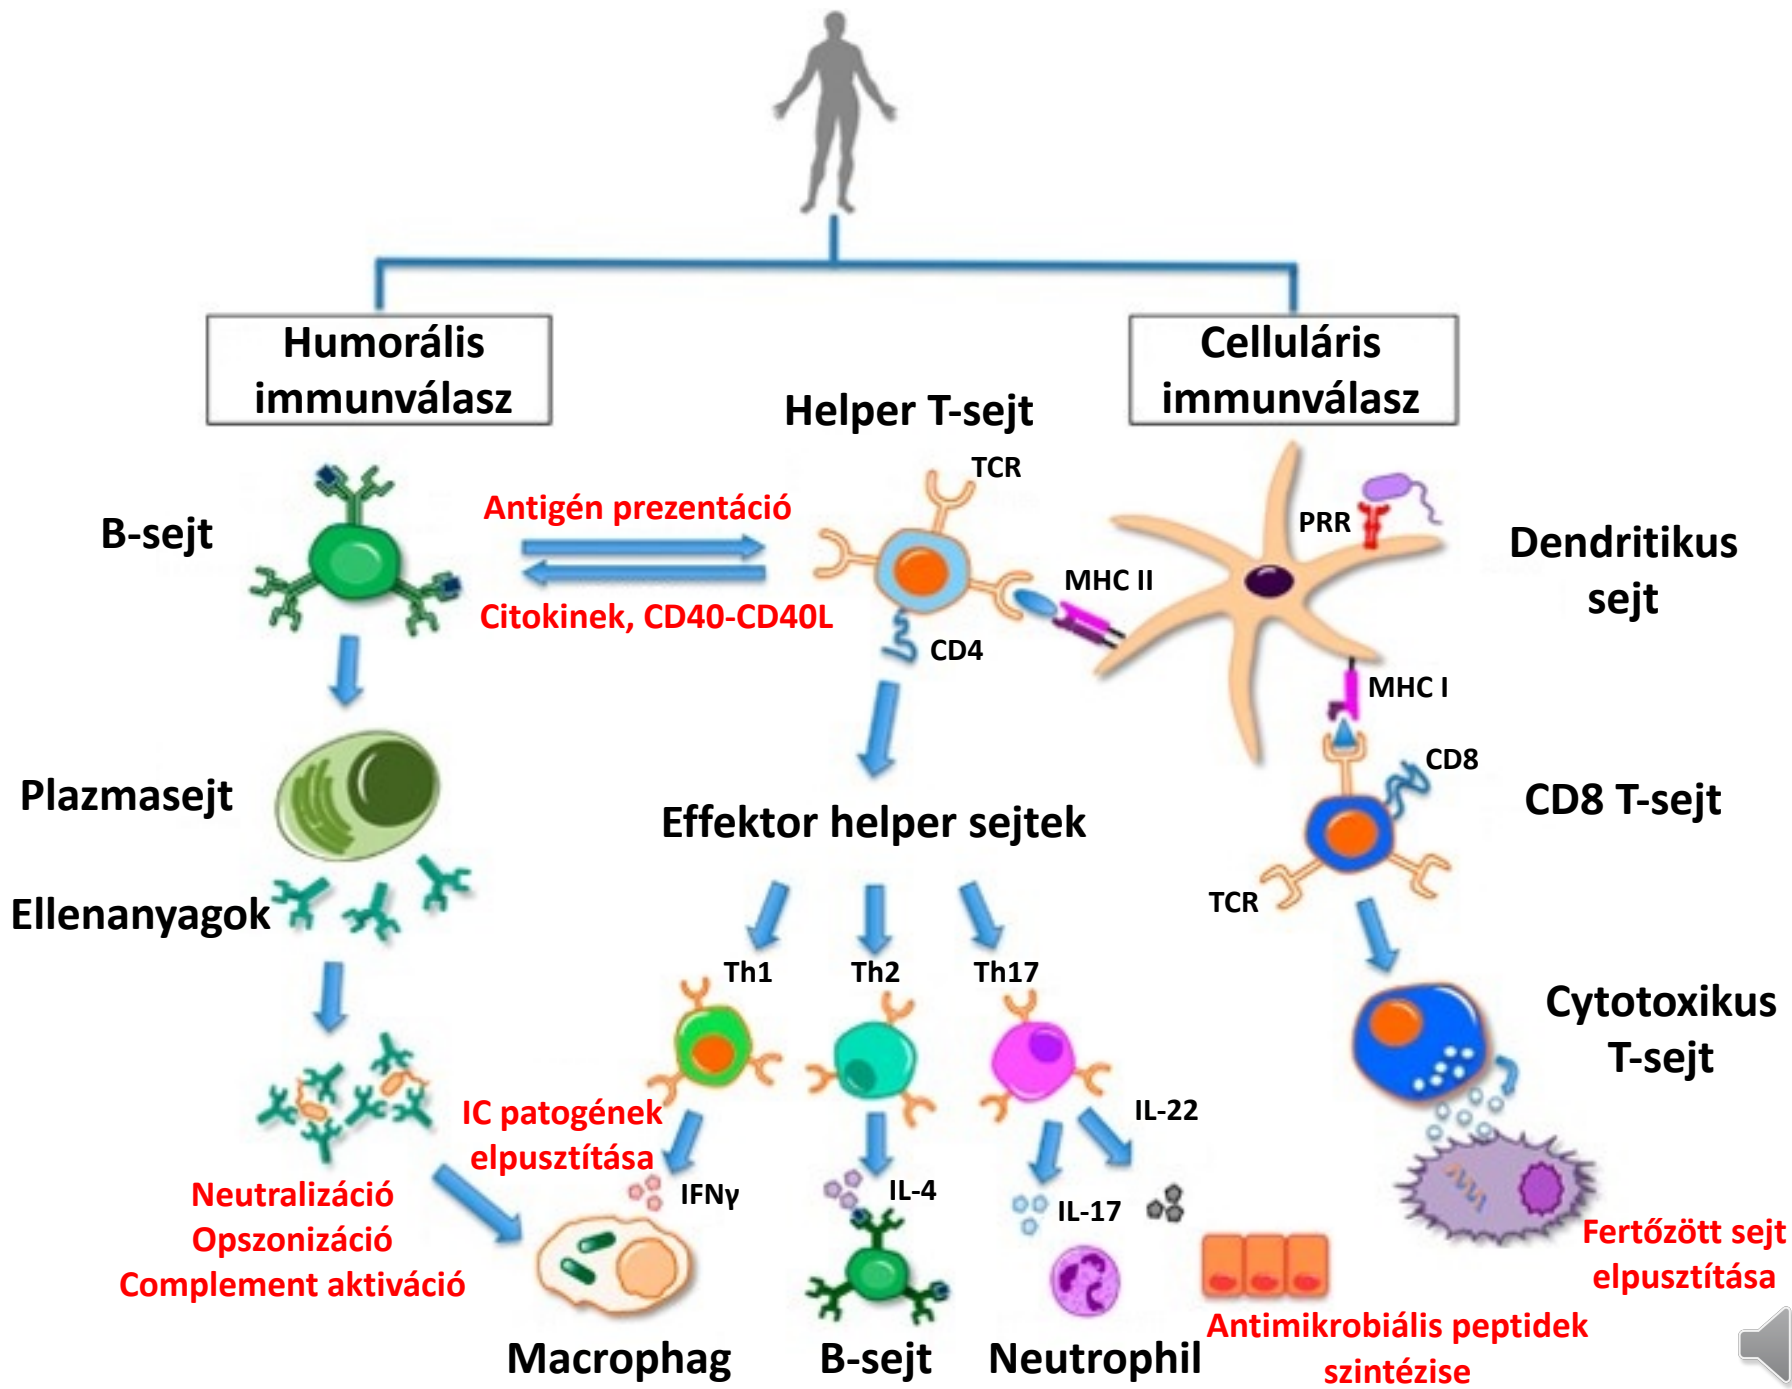 Humorális
immunválasz
Celluláris
immunválasz
Helper T-sejt
TCR
B-sejt
Antigén prezentáció
Citokinek, CD40-CD40L
CD4
MHC II
PRR
Dendritikus
sejt
MHC I
CD8
CD8 T-sejt
TCR
Plazmasejt
Ellenanyagok
Effektor helper sejtek
Th1
Th2
Th17
Cytotoxikus
T-sejt
IC patogének
elpusztítása
IFNγ
IL-4
IL-17
IL-22
Neutralizáció
Opszonizáció
Complement aktiváció
Fertőzött sejt
elpusztítása
Macrophag
B-sejt
Neutrophil
Antimikrobiális peptidek
szintézise